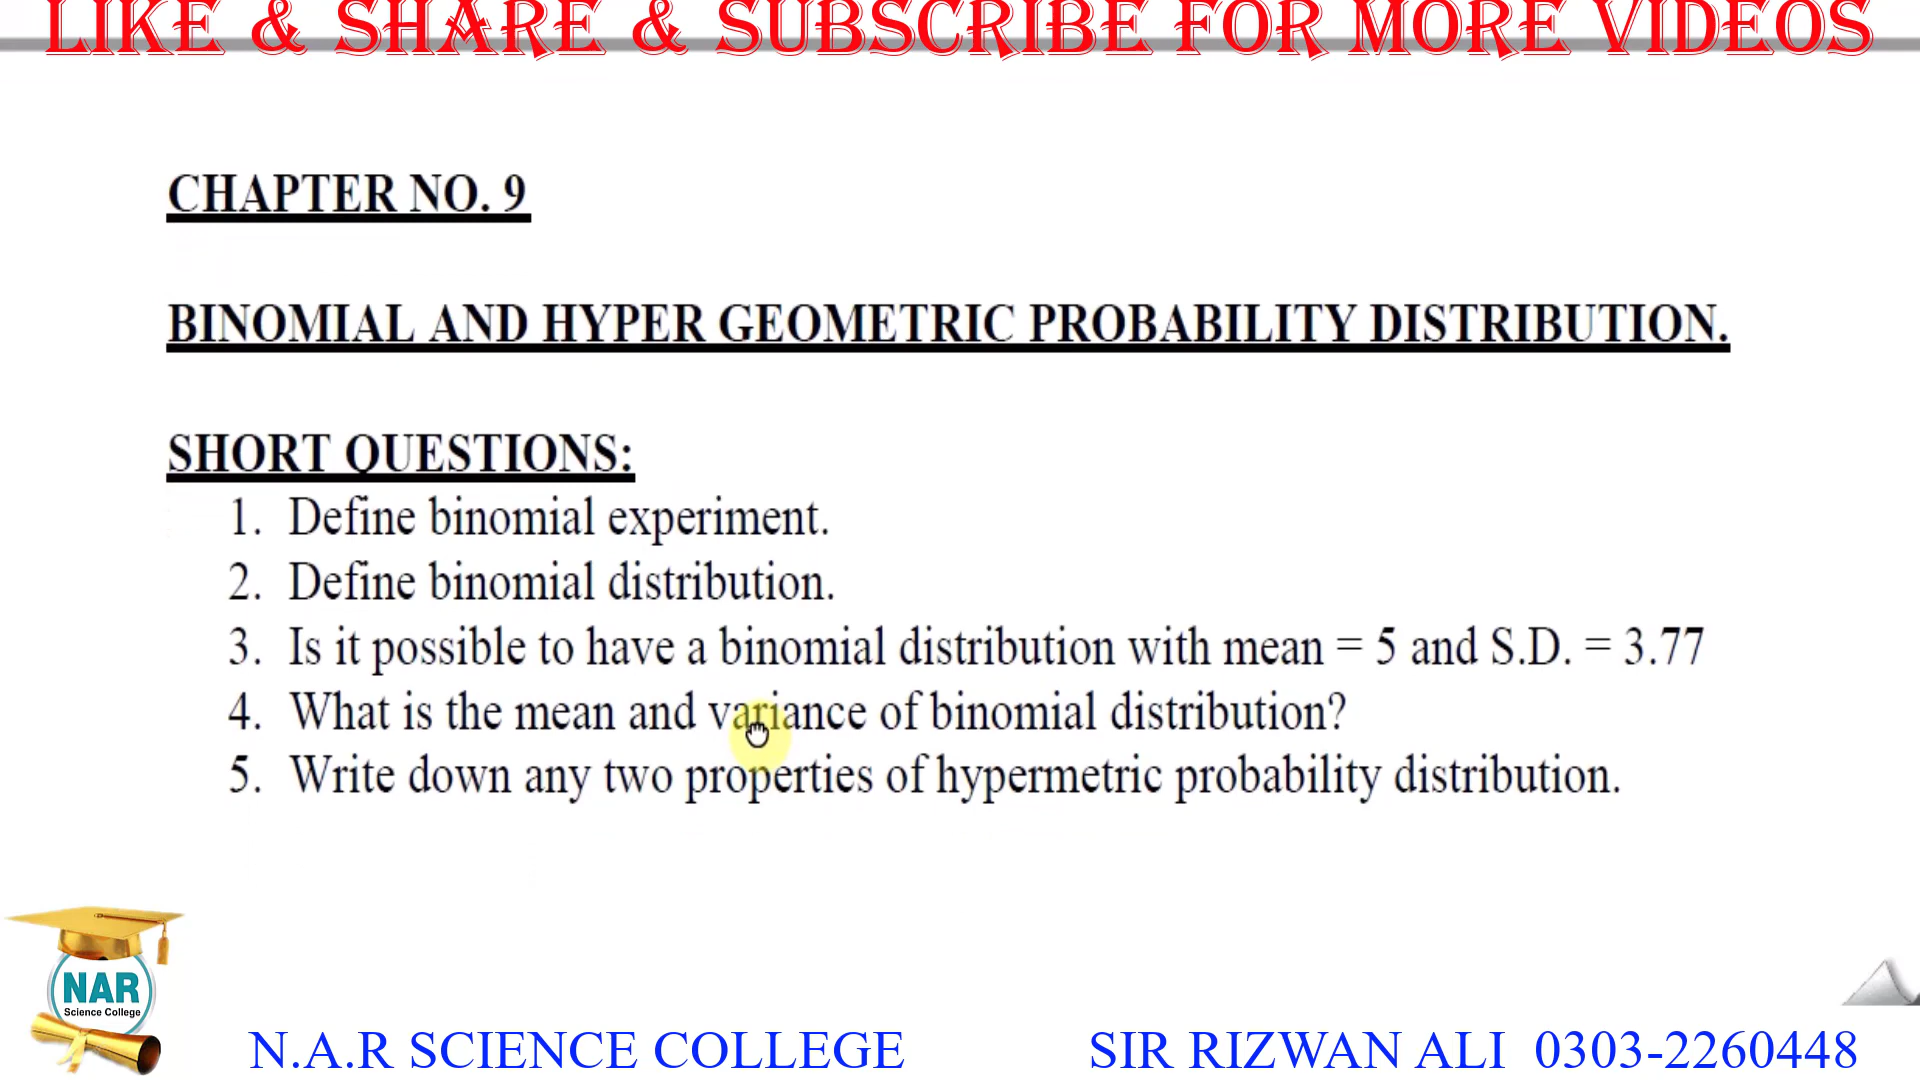 LIKE & SHARE & SUBSCRIBE FOR MORE VIDEOS
CHAPTER NO. 9
BINOMIAL AND HYPER GEOMETRIC PROBABILITY DISTRIBUTION.
SHORT QUESTIONS:
1. Define binomial experiment.
2. Define binomial distribution.
3. Is it possible to have a binomial distribution with mean = 5 and S.D. = 3.77
4. What is the mean and variance of binomial distribution?
5. Write down any two properties of hypermetric probability distribution.
NAR
Science College
N.A.R SCIENCE COLLEGE SIR RIZWAN ALI 0303-2260448